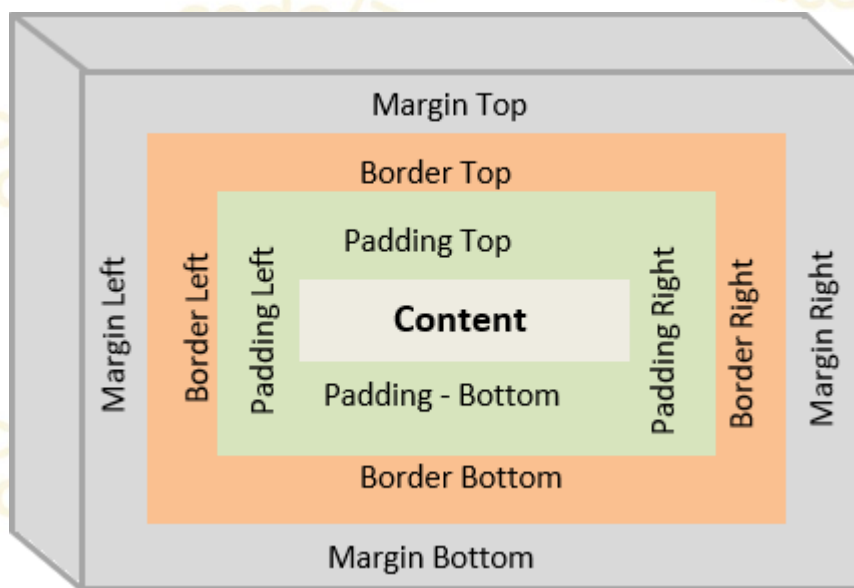 Margin Top
Border Top
Padding Top
Margin Left
Border Left
Padding Left
Content
Padding Right
Border Right
Margin Right
Padding - Bottom
Border Bottom
Margin Bottom